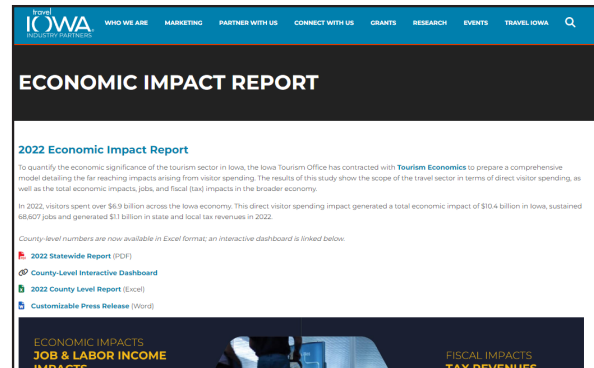 travel
IOWA
INDUSTRY PARTNERS
WHO WE ARE MARKETING PARTNER WITH US CONNECT WITH US GRANTS RESEARCH EVENTS TRAVEL IOWA
ECONOMIC IMPACT REPORT
2022 Economic Impact Report
To quantify the economic significance of the tourism sector in Iowa, the Iowa Tourism Office has contracted with Tourism Economics to prepare a comprehensive
model detailing the far reaching impacts arising from visitor spending. The results of this study show the scope of the travel sector in terms of direct visitor spending, as
well as the total economic impacts, jobs, and fiscal (tax) impacts in the broader economy.
In 2022, visitors spent over $6.9 billion across the Iowa economy. This direct visitor spending impact generated a total economic impact of $10.4 billion in Iowa, sustained
68,607 jobs and generated $1.1 billion in state and local tax revenues in 2022.
County-level numbers are now available in Excel format; an interactive dashboard is linked below.
2022 Statewide Report (PDF)
County-Level Interactive Dashboard
2022 County Level Report (Excel)
Customizable Press Release (Word)
ECONOMIC IMPACTS
JOB & LABOR INCOME
IMPACTS
FISCAL IMPACTS
TAX REVENUES